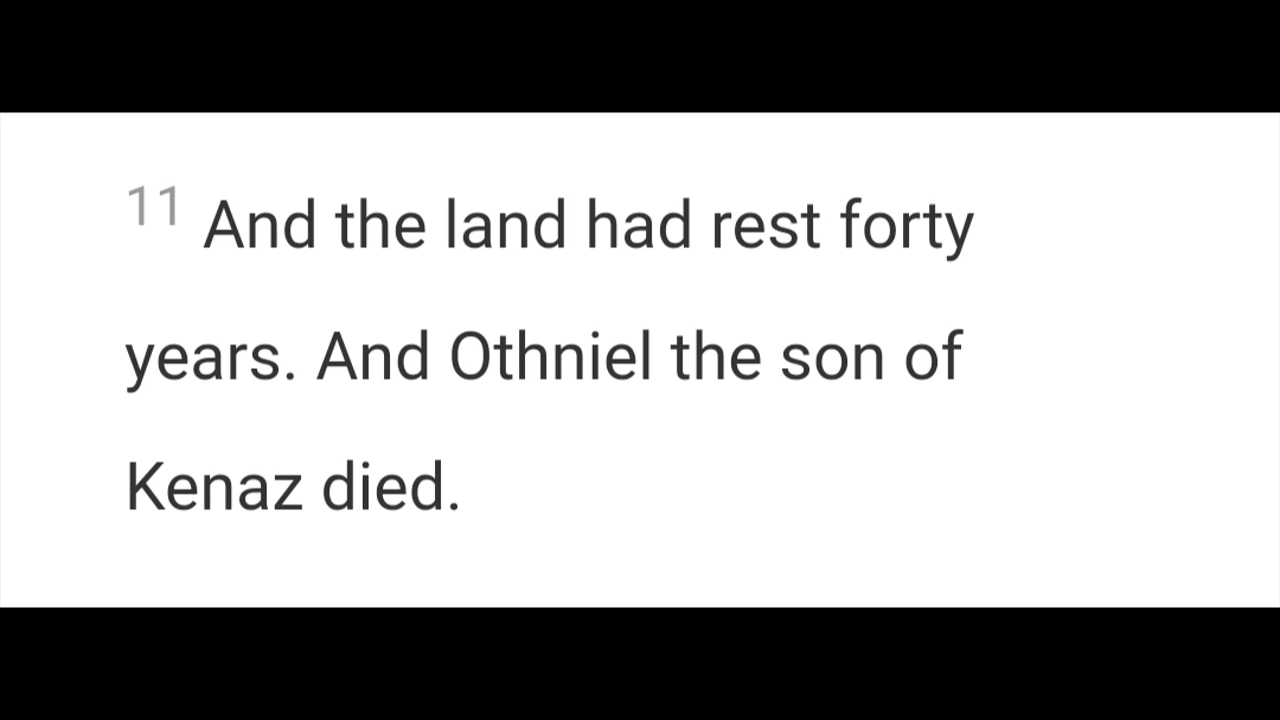 11 And the land had rest forty
years. And Othniel the son of
Kenaz died.